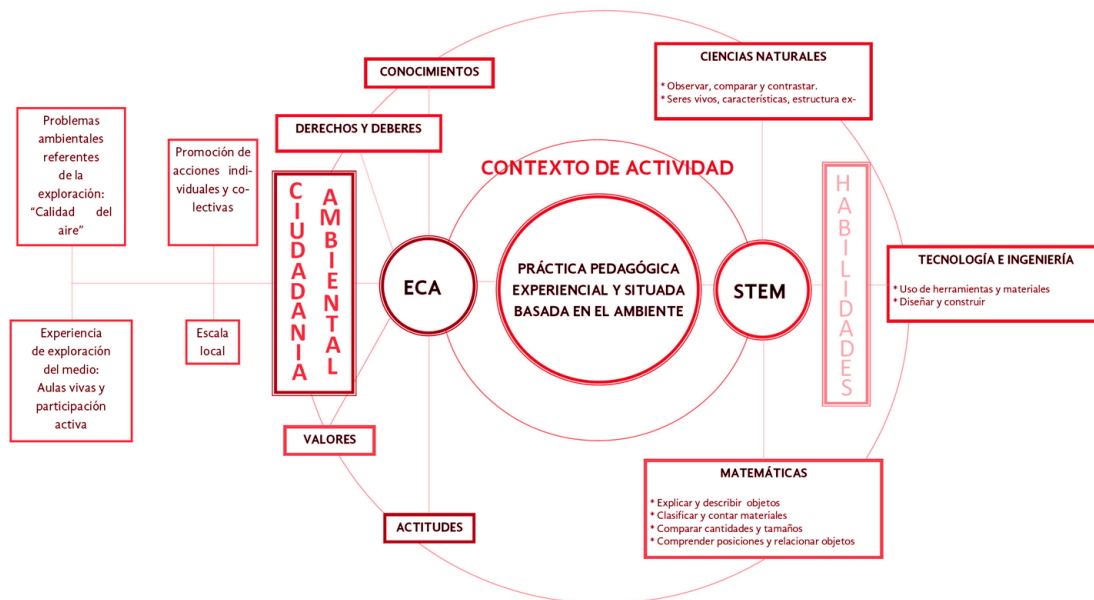 CONOCIMIENTOS
DERECHOS Y DEBERES
Problemas
ambientales
referentes
de la
exploración:
“Calidad del
aire”
Promoción de
acciones indi-
viduales y co-
lectivas
Experiencia
de exploración
del medio:
Aulas vivas y
participación
activa
Escala
local
CIUDADANIA
AMBIENTAL
VALORES
ACTITUDES
ECA
CONTEXTO DE ACTIVIDAD
PRÁCTICA PEDAGÓGICA
EXPERIENCIAL Y SITUADA
BASADA EN EL AMBIENTE
STEM
HABILIDADES
CIENCIAS NATURALES
* Observar, comparar y contrastar.
* Seres vivos, características, estructura ex-
TECNOLOGÍA E INGENIERÍA
* Uso de herramientas y materiales
* Diseñar y construir
MATEMÁTICAS
* Explicar y describir objetos
* Clasificar y contar materiales
* Comparar cantidades y tamaños
* Comprender posiciones y relacionar objetos